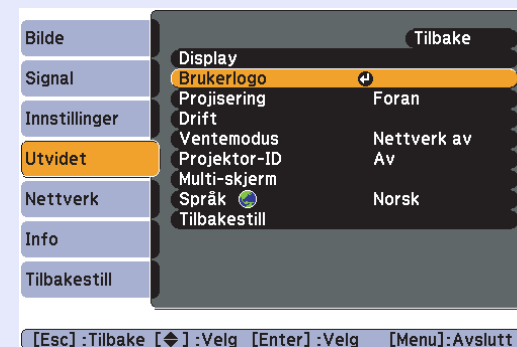 Bilde
Signal
Innstillinger
Utvidet
Nettverk
Info
Tilbakestill
Tilbake
Display
Brukerlogo
Projisering Foran
Drift
Ventemodus Nettverk av
Projektor-ID Av
Multi-skjerm
Språk Norsk
Tilbakestill
[Esc] :Tilbake [◆] :Velg [Enter] :Velg [Menu] :Avslutt